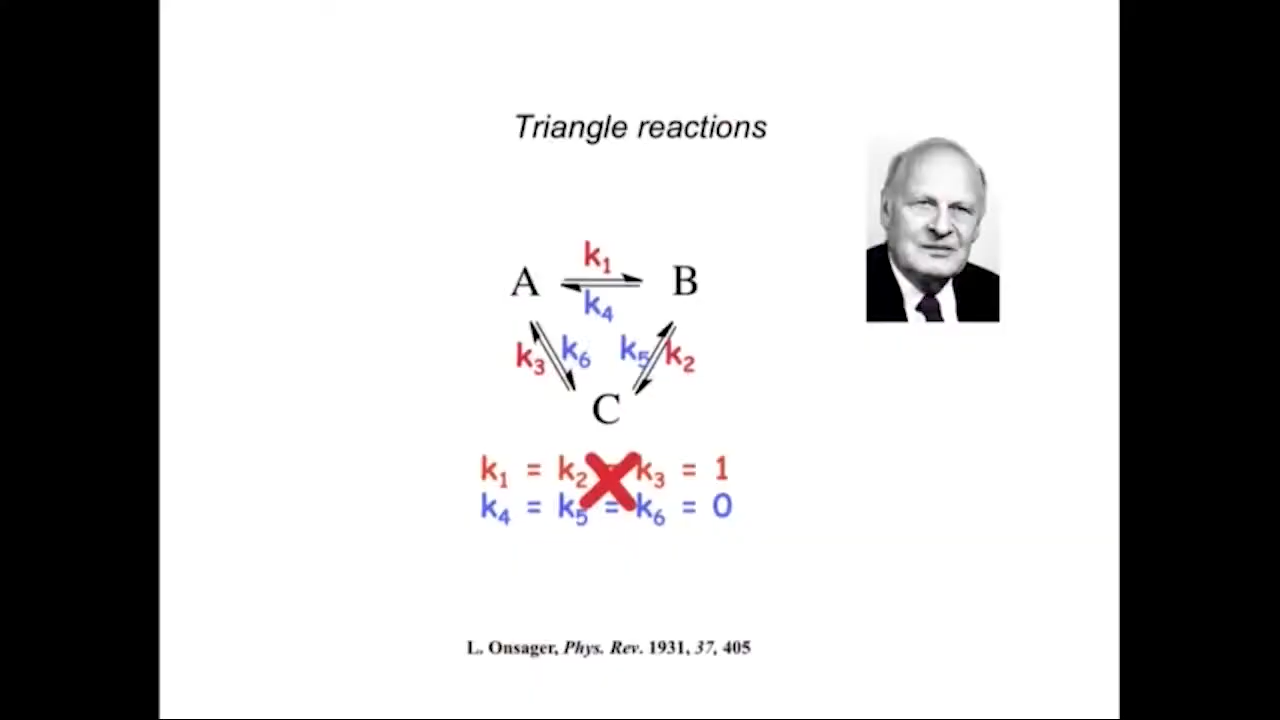 Triangle reactions
k₁
A B
k₄
k₃ k₆ k₅ k₂
C
k₁ = k₂ = k₃ = 1
k₄ = k₅ = k₆ = 0
L. Onsager, Phys. Rev. 1931, 37, 405